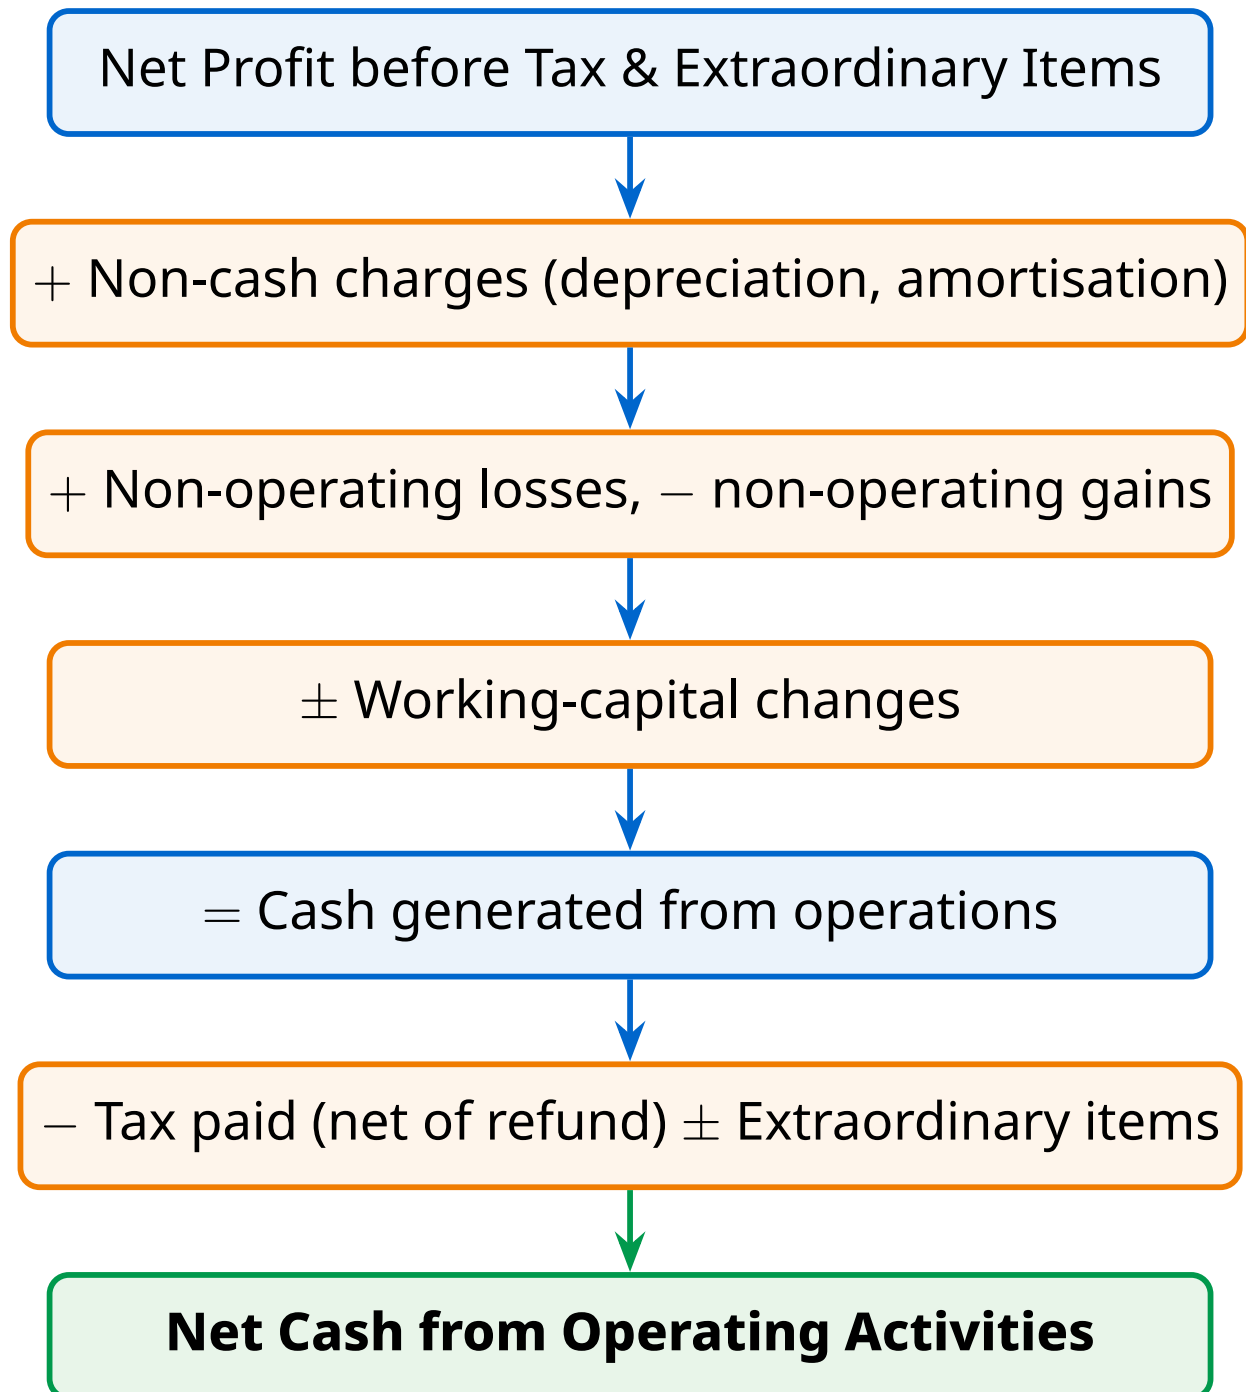 Net Profit before Tax & Extraordinary Items
+ Non-cash charges (depreciation, amortisation)
+ Non-operating losses, − non-operating gains
± Working-capital changes
= Cash generated from operations
− Tax paid (net of refund) ± Extraordinary items
Net Cash from Operating Activities